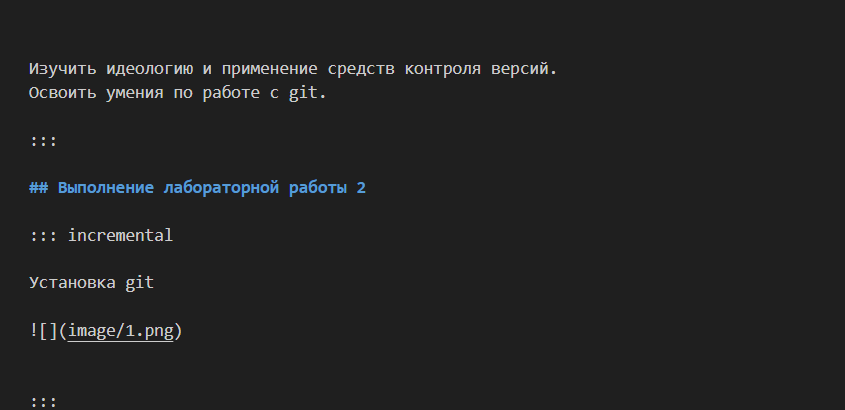 Изучить идеологию и применение средств контроля версий.
Освоить умения по работе с git.
:::
## Выполнение лабораторной работы 2
::: incremental
Установка git
![](image/1.png)
:::